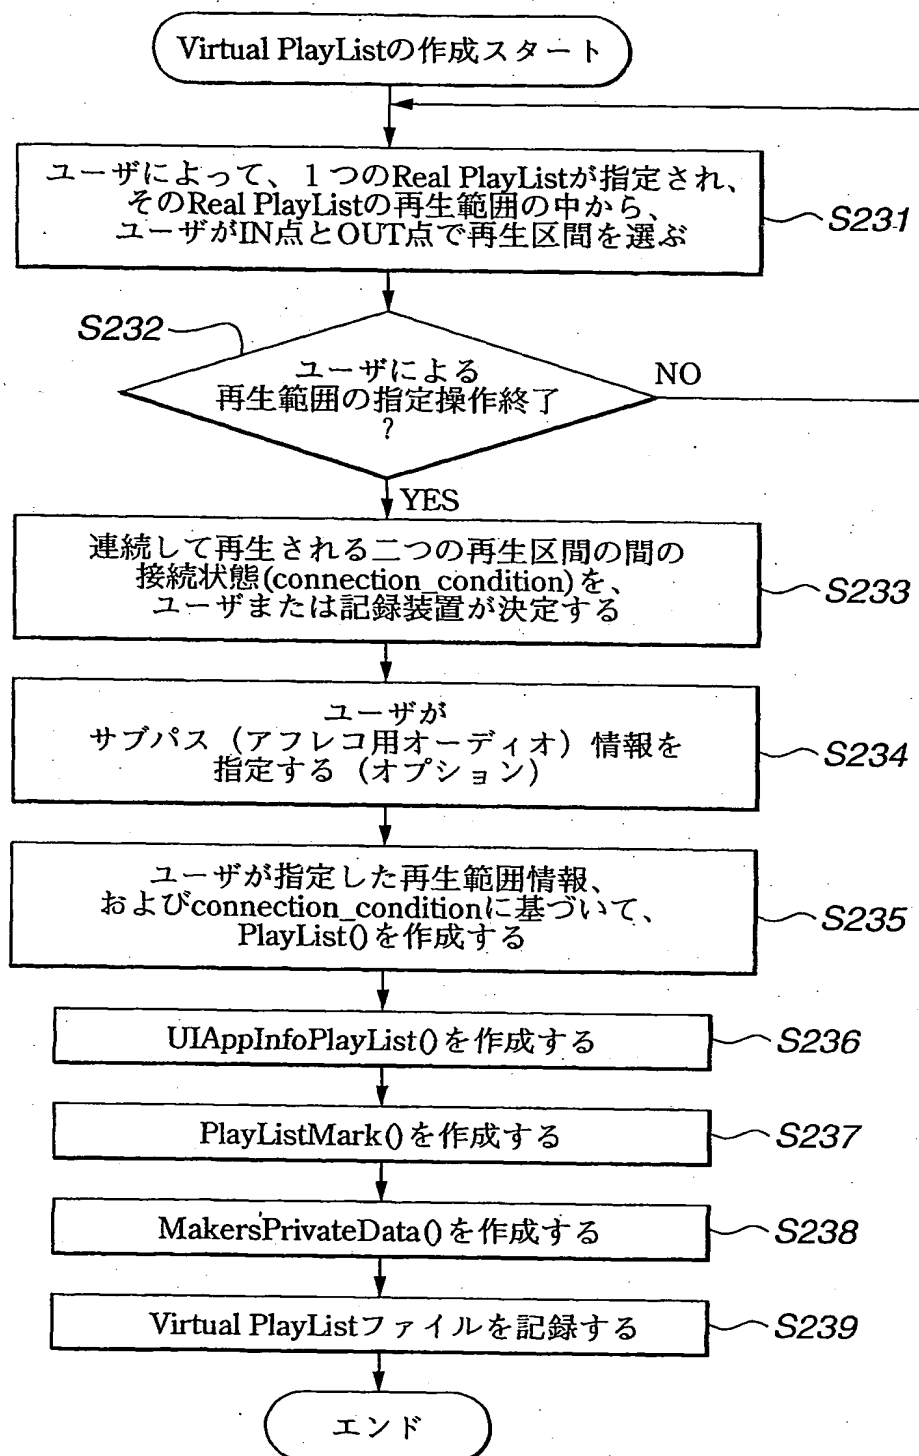 Virtual PlayListの作成スタート
ユーザによって、1つのReal PlayListが指定され、
そのReal PlayListの再生範囲の中から、
ユーザがIN点とOUT点で再生区間を選ぶ
S231
S232
ユーザによる
再生範囲の指定操作終了
?
NO
YES
連続して再生される二つの再生区間の間の
接続状態(connection_condition)を、
ユーザまたは記録装置が決定する
S233
ユーザが
サブパス（アフレコ用オーディオ）情報を
指定する（オプション）
S234
ユーザが指定した再生範囲情報、
およびconnection_conditionに基づいて、
PlayList()を作成する
S235
UIAppInfoPlayList()を作成する
S236
PlayListMark()を作成する
S237
MakersPrivateData()を作成する
S238
Virtual PlayListファイルを記録する
S239
エンド